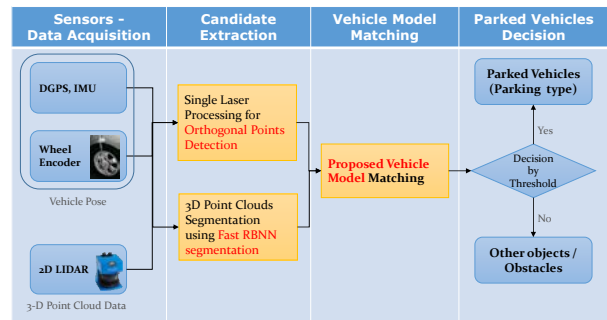 Sensors -
Data Acquisition
Candidate
Extraction
Vehicle Model
Matching
Parked Vehicles
Decision
DGPS, IMU
Wheel
Encoder
Vehicle Pose
2D LIDAR
3-D Point Cloud Data
Single Laser
Processing for
Orthogonal Points
Detection
3D Point Clouds
Segmentation
using Fast RBNN
segmentation
Proposed Vehicle
Model Matching
Parked Vehicles
(Parking type)
Yes
Decision
by
Threshold
No
Other objects /
Obstacles